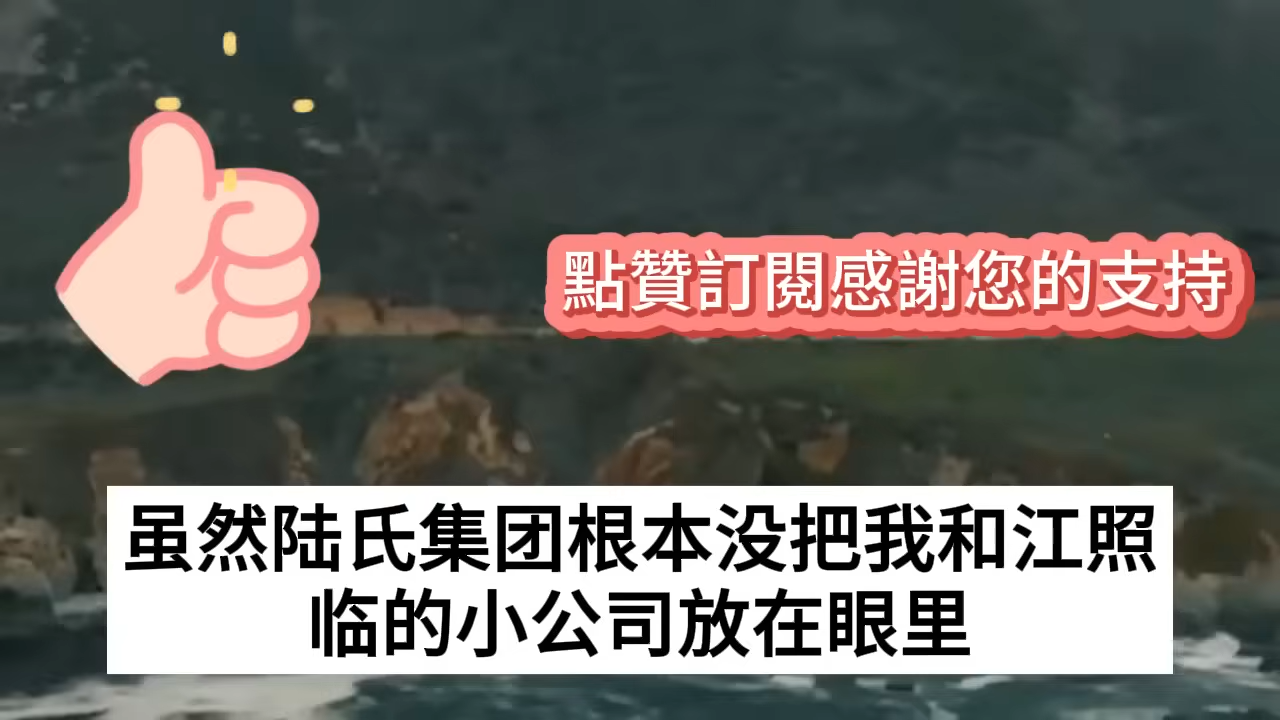 點贊訂閱感謝您的支持
虽然陆氏集团根本没把我和江照
临的小公司放在眼里